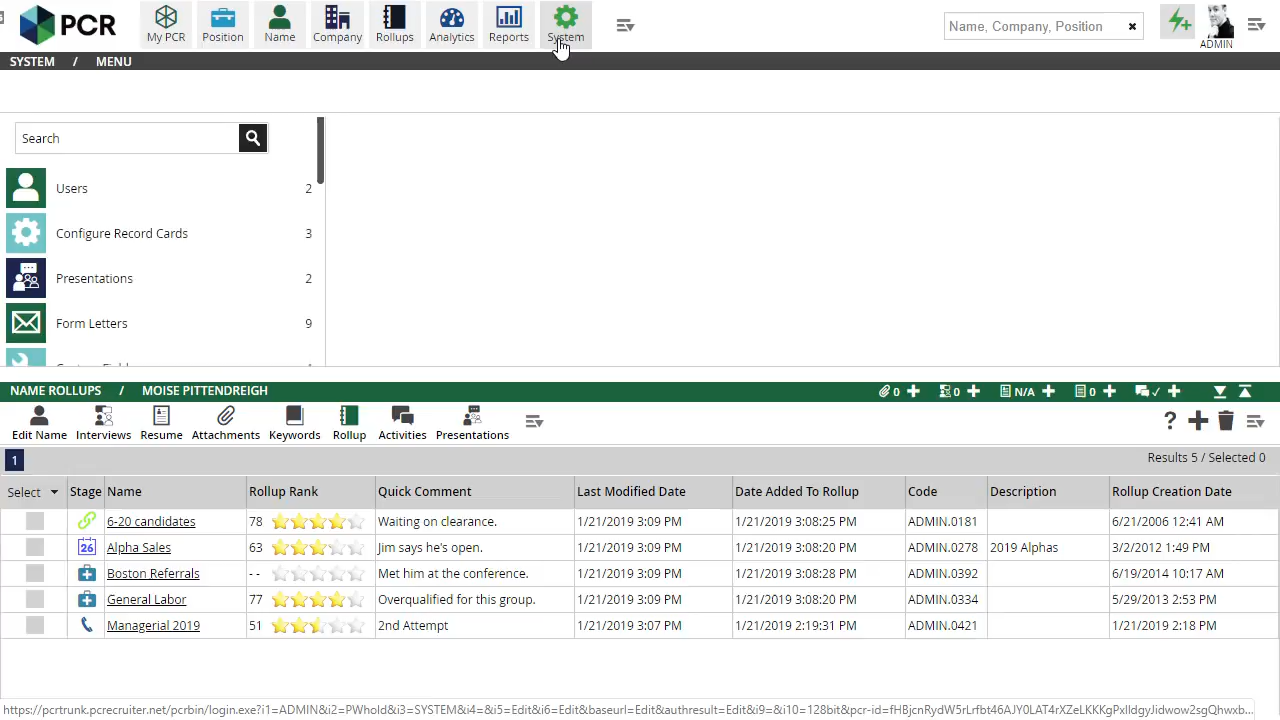 PCR
My PCR Position Name Company Rollups Analytics Reports System
Name, Company, Position
ADMIN
SYSTEM / MENU
Search
Users 2
Configure Record Cards 3
Presentations 2
Form Letters 9
NAME ROLLUPS / MOISE PITTENDREIGH 0 0 N/A 0
Edit Name Interviews Resume Attachments Keywords Rollup Activities Presentations
1 Results 5 / Selected 0
Select Stage Name Rollup Rank Quick Comment Last Modified Date Date Added To Rollup Code Description Rollup Creation Date
6-20 candidates 78 Waiting on clearance. 1/21/2019 3:09 PM 1/21/2019 3:08:25 PM ADMIN.0181 6/21/2006 12:41 AM
26 Alpha Sales 63 Jim says he's open. 1/21/2019 3:09 PM 1/21/2019 3:08:20 PM ADMIN.0278 2019 Alphas 3/2/2012 1:49 PM
Boston Referrals - - Met him at the conference. 1/21/2019 3:09 PM 1/21/2019 3:08:28 PM ADMIN.0392 6/19/2014 10:17 AM
General Labor 77 Overqualified for this group. 1/21/2019 3:09 PM 1/21/2019 3:08:20 PM ADMIN.0334 5/29/2013 2:53 PM
Managerial 2019 51 2nd Attempt 1/21/2019 3:07 PM 1/21/2019 2:19:31 PM ADMIN.0421 1/21/2019 2:18 PM